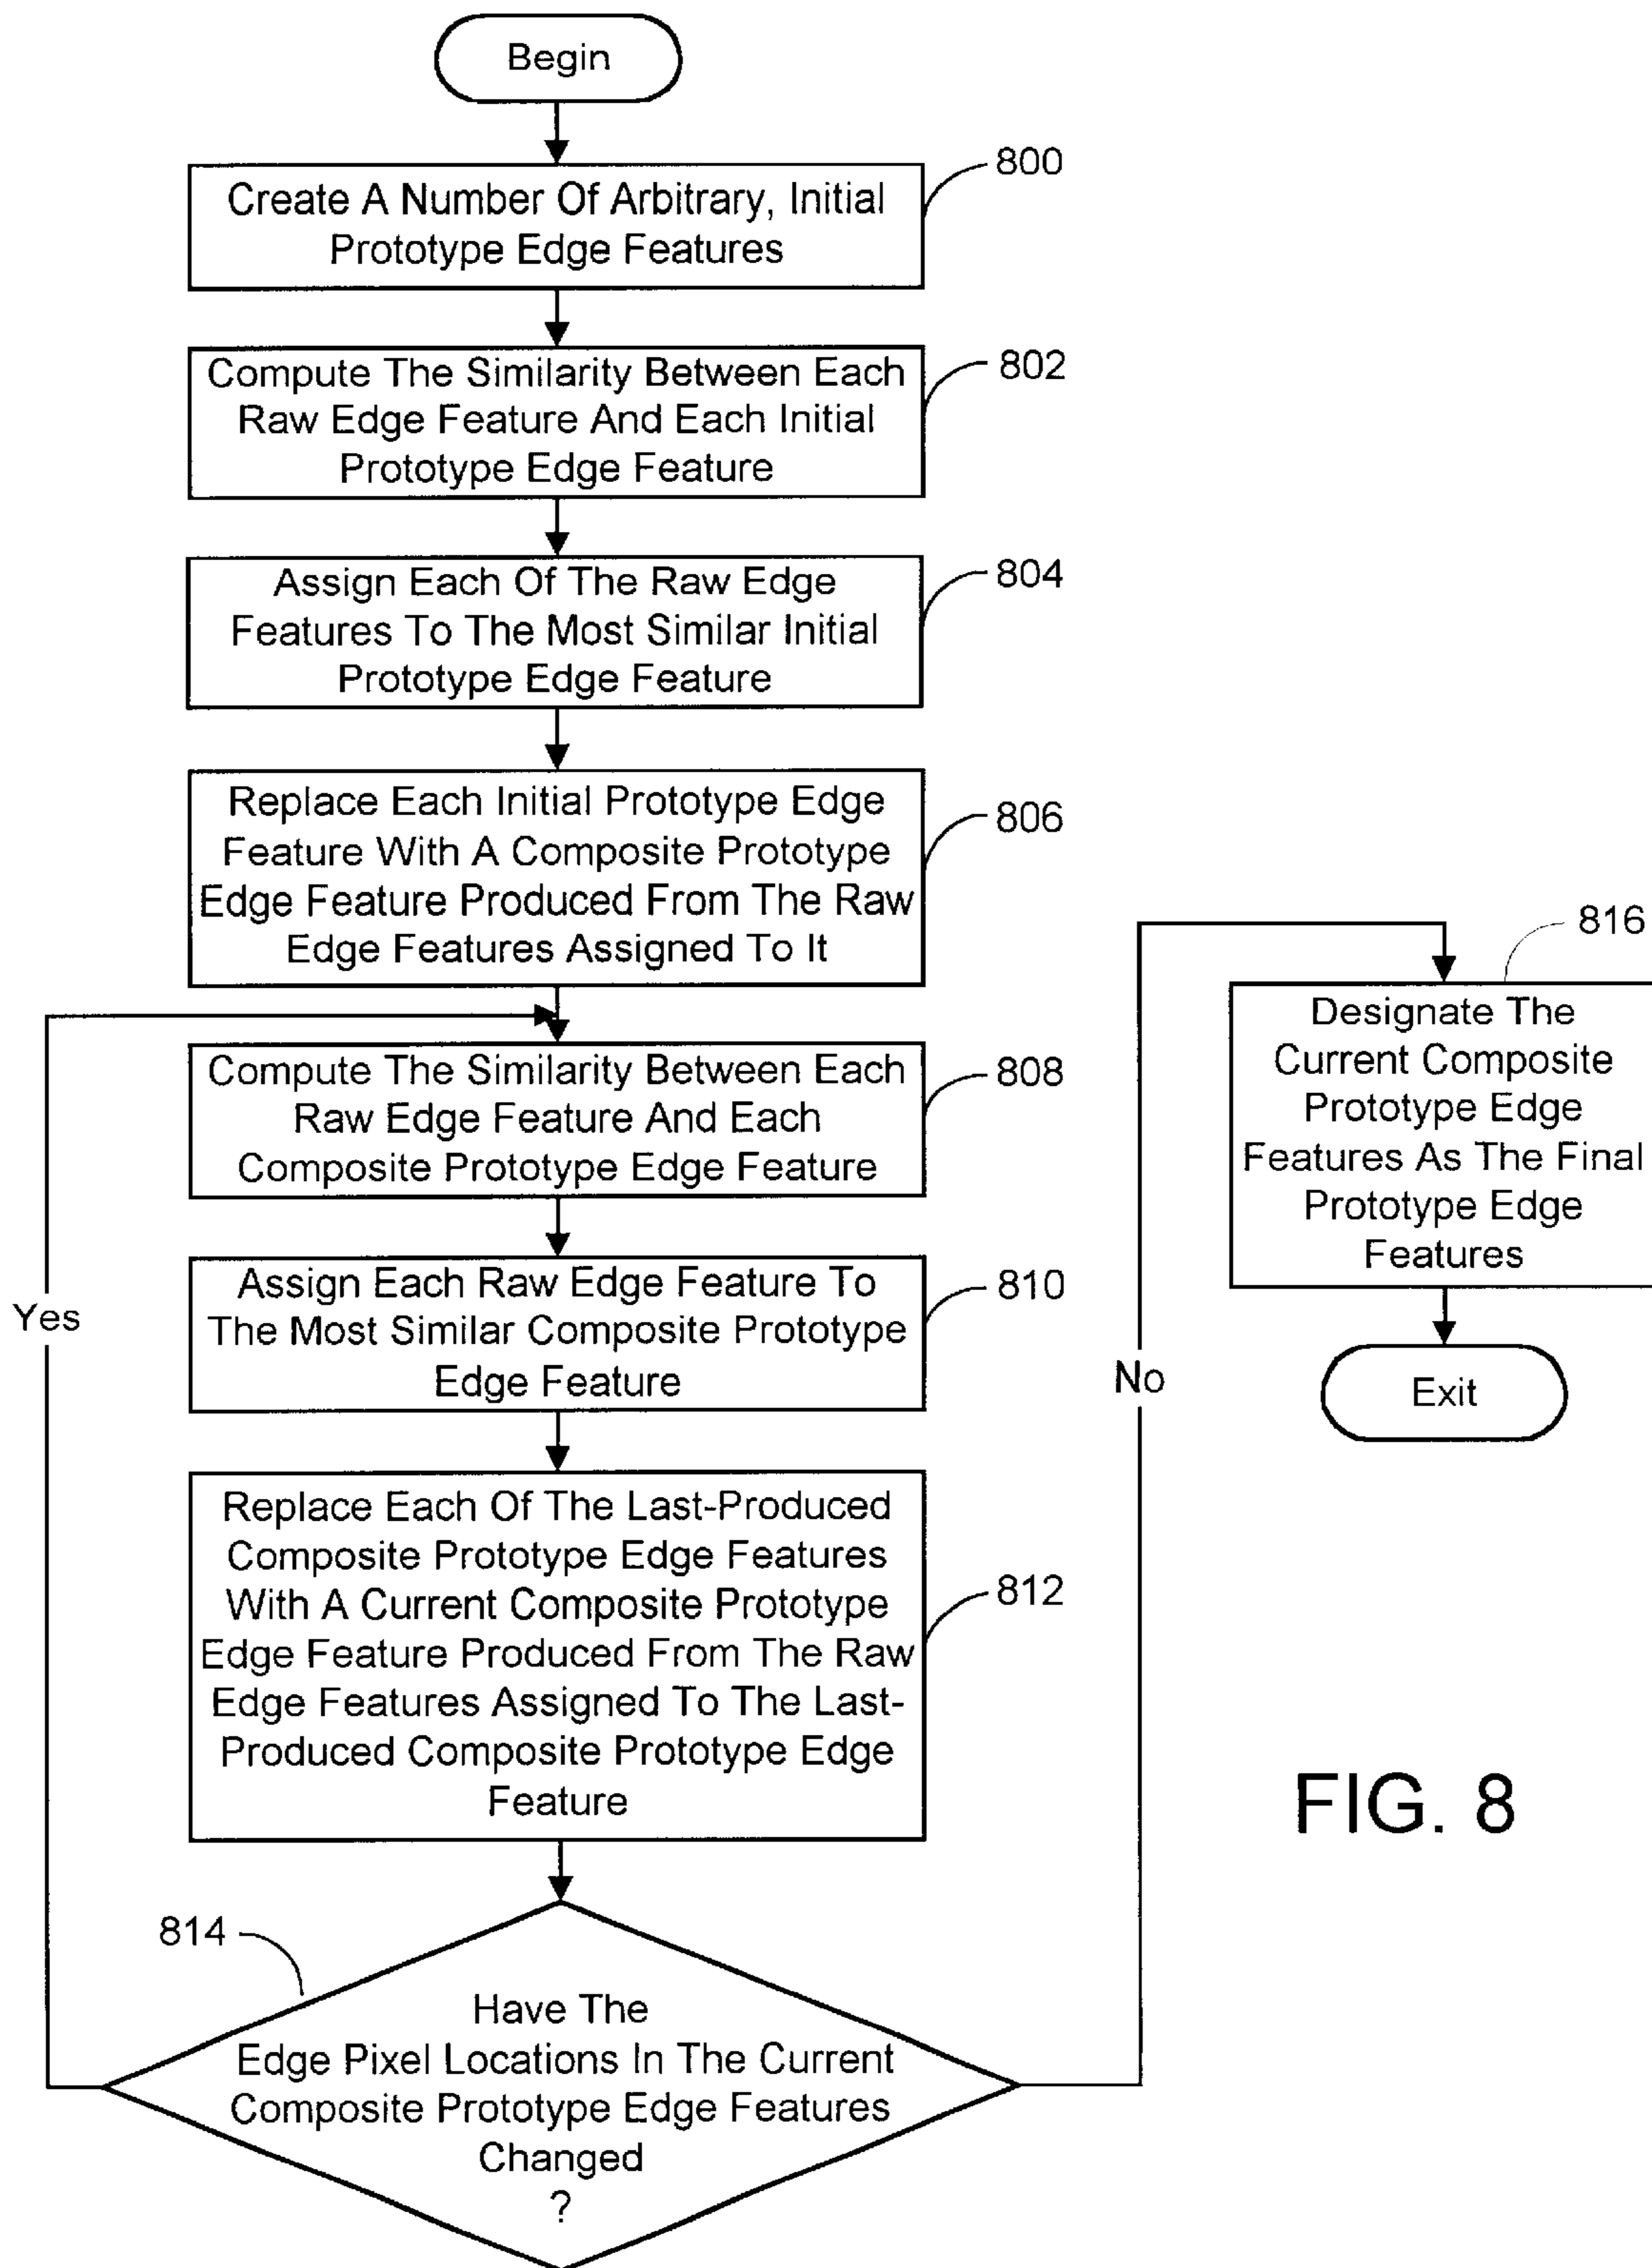 Begin
800
Create A Number Of Arbitrary, Initial
Prototype Edge Features
802
Compute The Similarity Between Each
Raw Edge Feature And Each Initial
Prototype Edge Feature
804
Assign Each Of The Raw Edge
Features To The Most Similar Initial
Prototype Edge Feature
806
Replace Each Initial Prototype Edge
Feature With A Composite Prototype
Edge Feature Produced From The Raw
Edge Features Assigned To It
808
Compute The Similarity Between Each
Raw Edge Feature And Each
Composite Prototype Edge Feature
810
Assign Each Raw Edge Feature To
The Most Similar Composite Prototype
Edge Feature
812
Replace Each Of The Last-Produced
Composite Prototype Edge Features
With A Current Composite Prototype
Edge Feature Produced From The Raw
Edge Features Assigned To The Last-
Produced Composite Prototype Edge
Feature
814
Have The
Edge Pixel Locations In The Current
Composite Prototype Edge Features
Changed
?
Yes
No
816
Designate The
Current Composite
Prototype Edge
Features As The Final
Prototype Edge
Features
Exit
FIG. 8